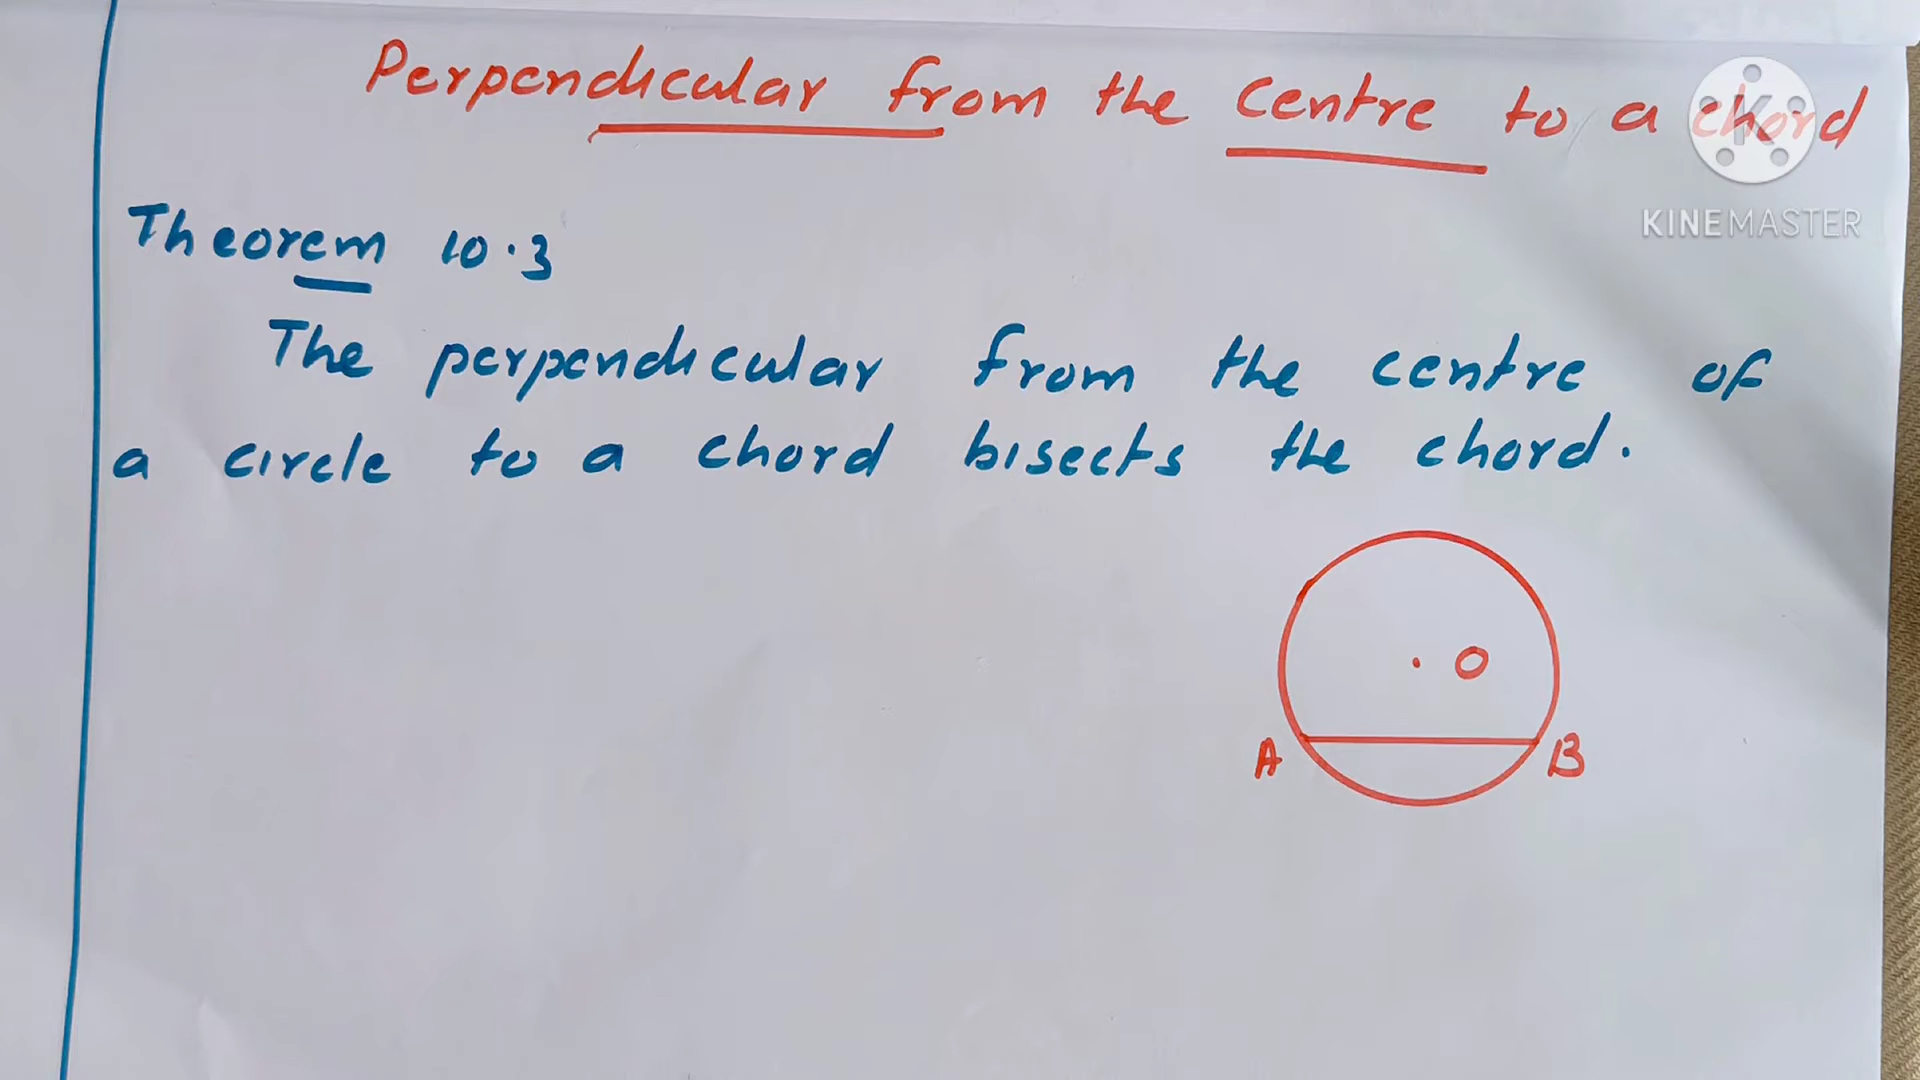 Perpendicular from the centre to a chord
KINEMASTER
Theorem 10.3
The perpendicular from the centre of
a circle to a chord bisects the chord.
O
A B